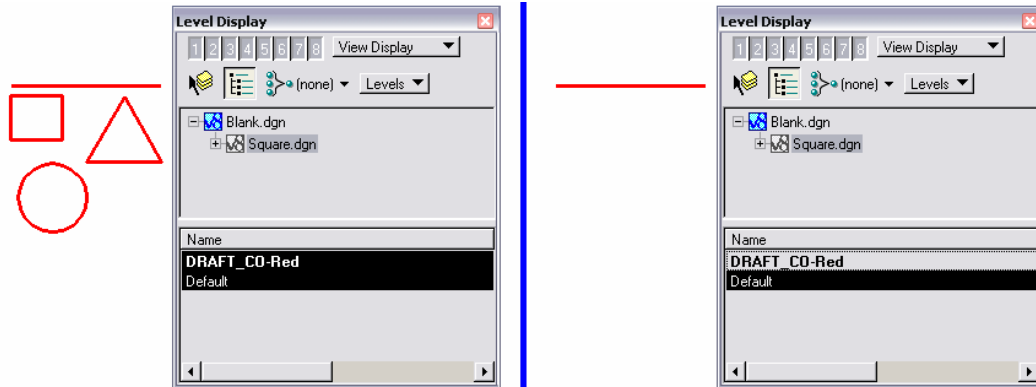 Level Display
1 2 3 4 5 6 7 8 View Display
(none) Levels
Blank.dgn
Square.dgn
Name
DRAFT_CO-Red
Default
Level Display
1 2 3 4 5 6 7 8 View Display
(none) Levels
Blank.dgn
Square.dgn
Name
DRAFT_CO-Red
Default